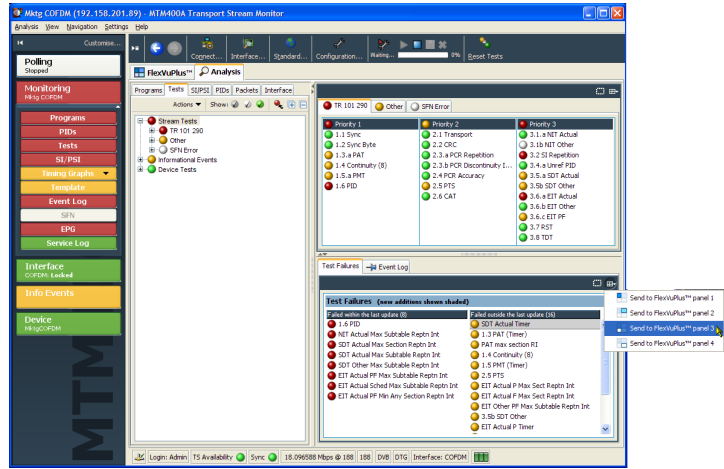 Mktg COFDM (192.158.201.89) - MTM400A Transport Stream Monitor
Analysis View Navigation Settings Help
Customise...
Polling
Stopped
Connect...
Interface...
Standard...
Configuration...
Waiting...
0%
Reset Tests
FlexVuPlus™
Analysis
Monitoring
Mktg COFDM
Programs
PIDs
Tests
SI/PSI
Timing Graphs
Template
Event Log
SFN
EPG
Service Log
Interface
COFDM: Locked
Info Events
Device
MktgCOFDM
MTM
Programs Tests SI/PSI PIDs Packets Interface
Actions Show:
Stream Tests
TR 101 290
Other
SFN Error
Informational Events
Device Tests
TR 101 290 Other SFN Error
Priority 1
1.1 Sync
1.2 Sync Byte
1.3.a PAT
1.4 Continuity (8)
1.5.a PMT
1.6 PID
Priority 2
2.1 Transport
2.2 CRC
2.3.a PCR Repetition
2.3.b PCR Discontinuity I...
2.4 PCR Accuracy
2.5 PTS
2.6 CAT
Priority 3
3.1.a NIT Actual
3.1b NIT Other
3.2 SI Repetition
3.4.a Unref PID
3.5.a SDT Actual
3.5b SDT Other
3.6.a EIT Actual
3.6.b EIT Other
3.6.c EIT PF
3.7 RST
3.8 TDT
Test Failures Event Log
Test Failures (new additions shown shaded)
Failed within the last update (8)
1.6 PID
NIT Actual Max Subtable Reptn Int
SDT Actual Max Section Reptn Int
SDT Actual Max Subtable Reptn Int
SDT Other Max Subtable Reptn Int
EIT Actual PF Max Subtable Reptn Int
EIT Actual Sched Max Subtable Reptn Int
EIT Actual PF Min Any Section Reptn Int
Failed outside the last update (16)
SDT Actual Timer
1.3 PAT (Timer)
PAT max section RI
1.4 Continuity (8)
1.5 PMT (Timer)
2.5 PTS
EIT Actual P Max Sect Reptn Int
EIT Actual F Max Sect Reptn Int
EIT Other PF Max Subtable Reptn Int
3.5b SDT Other
EIT Actual P Timer
Send to FlexVuPlus™ panel 1
Send to FlexVuPlus™ panel 2
Send to FlexVuPlus™ panel 3
Send to FlexVuPlus™ panel 4
Login: Admin TS Availability Sync 18.096588 Mbps @ 188 188 DVB DTG Interface: COFDM